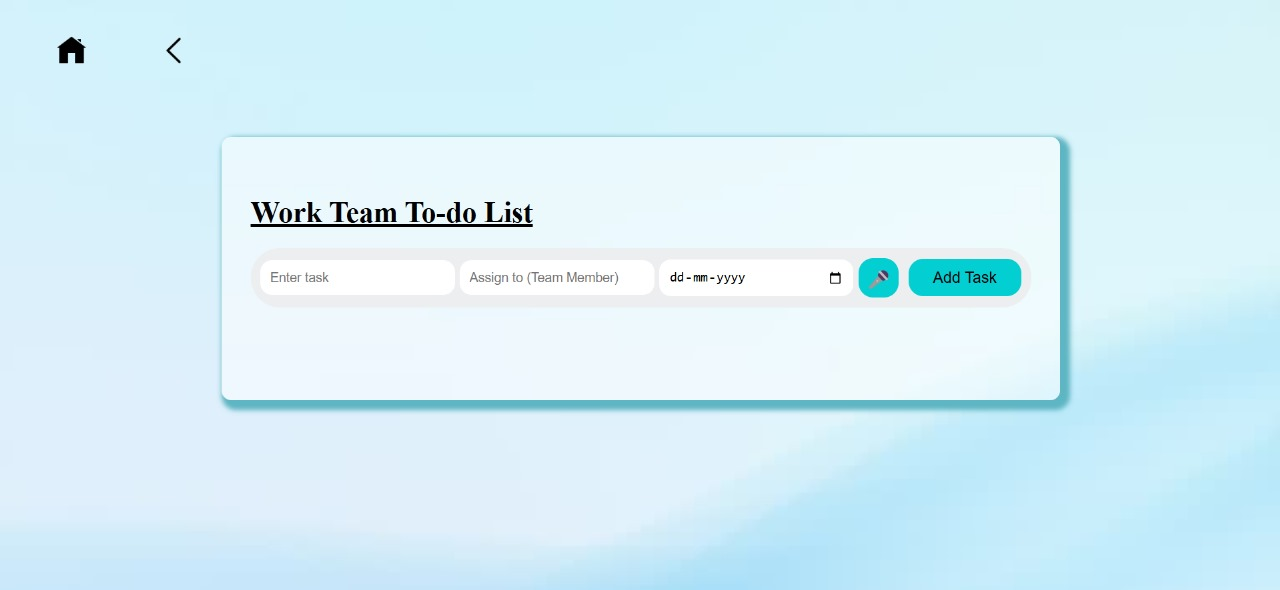 Work Team To-do List
Enter task Assign to (Team Member) dd-mm-yyyy Add Task